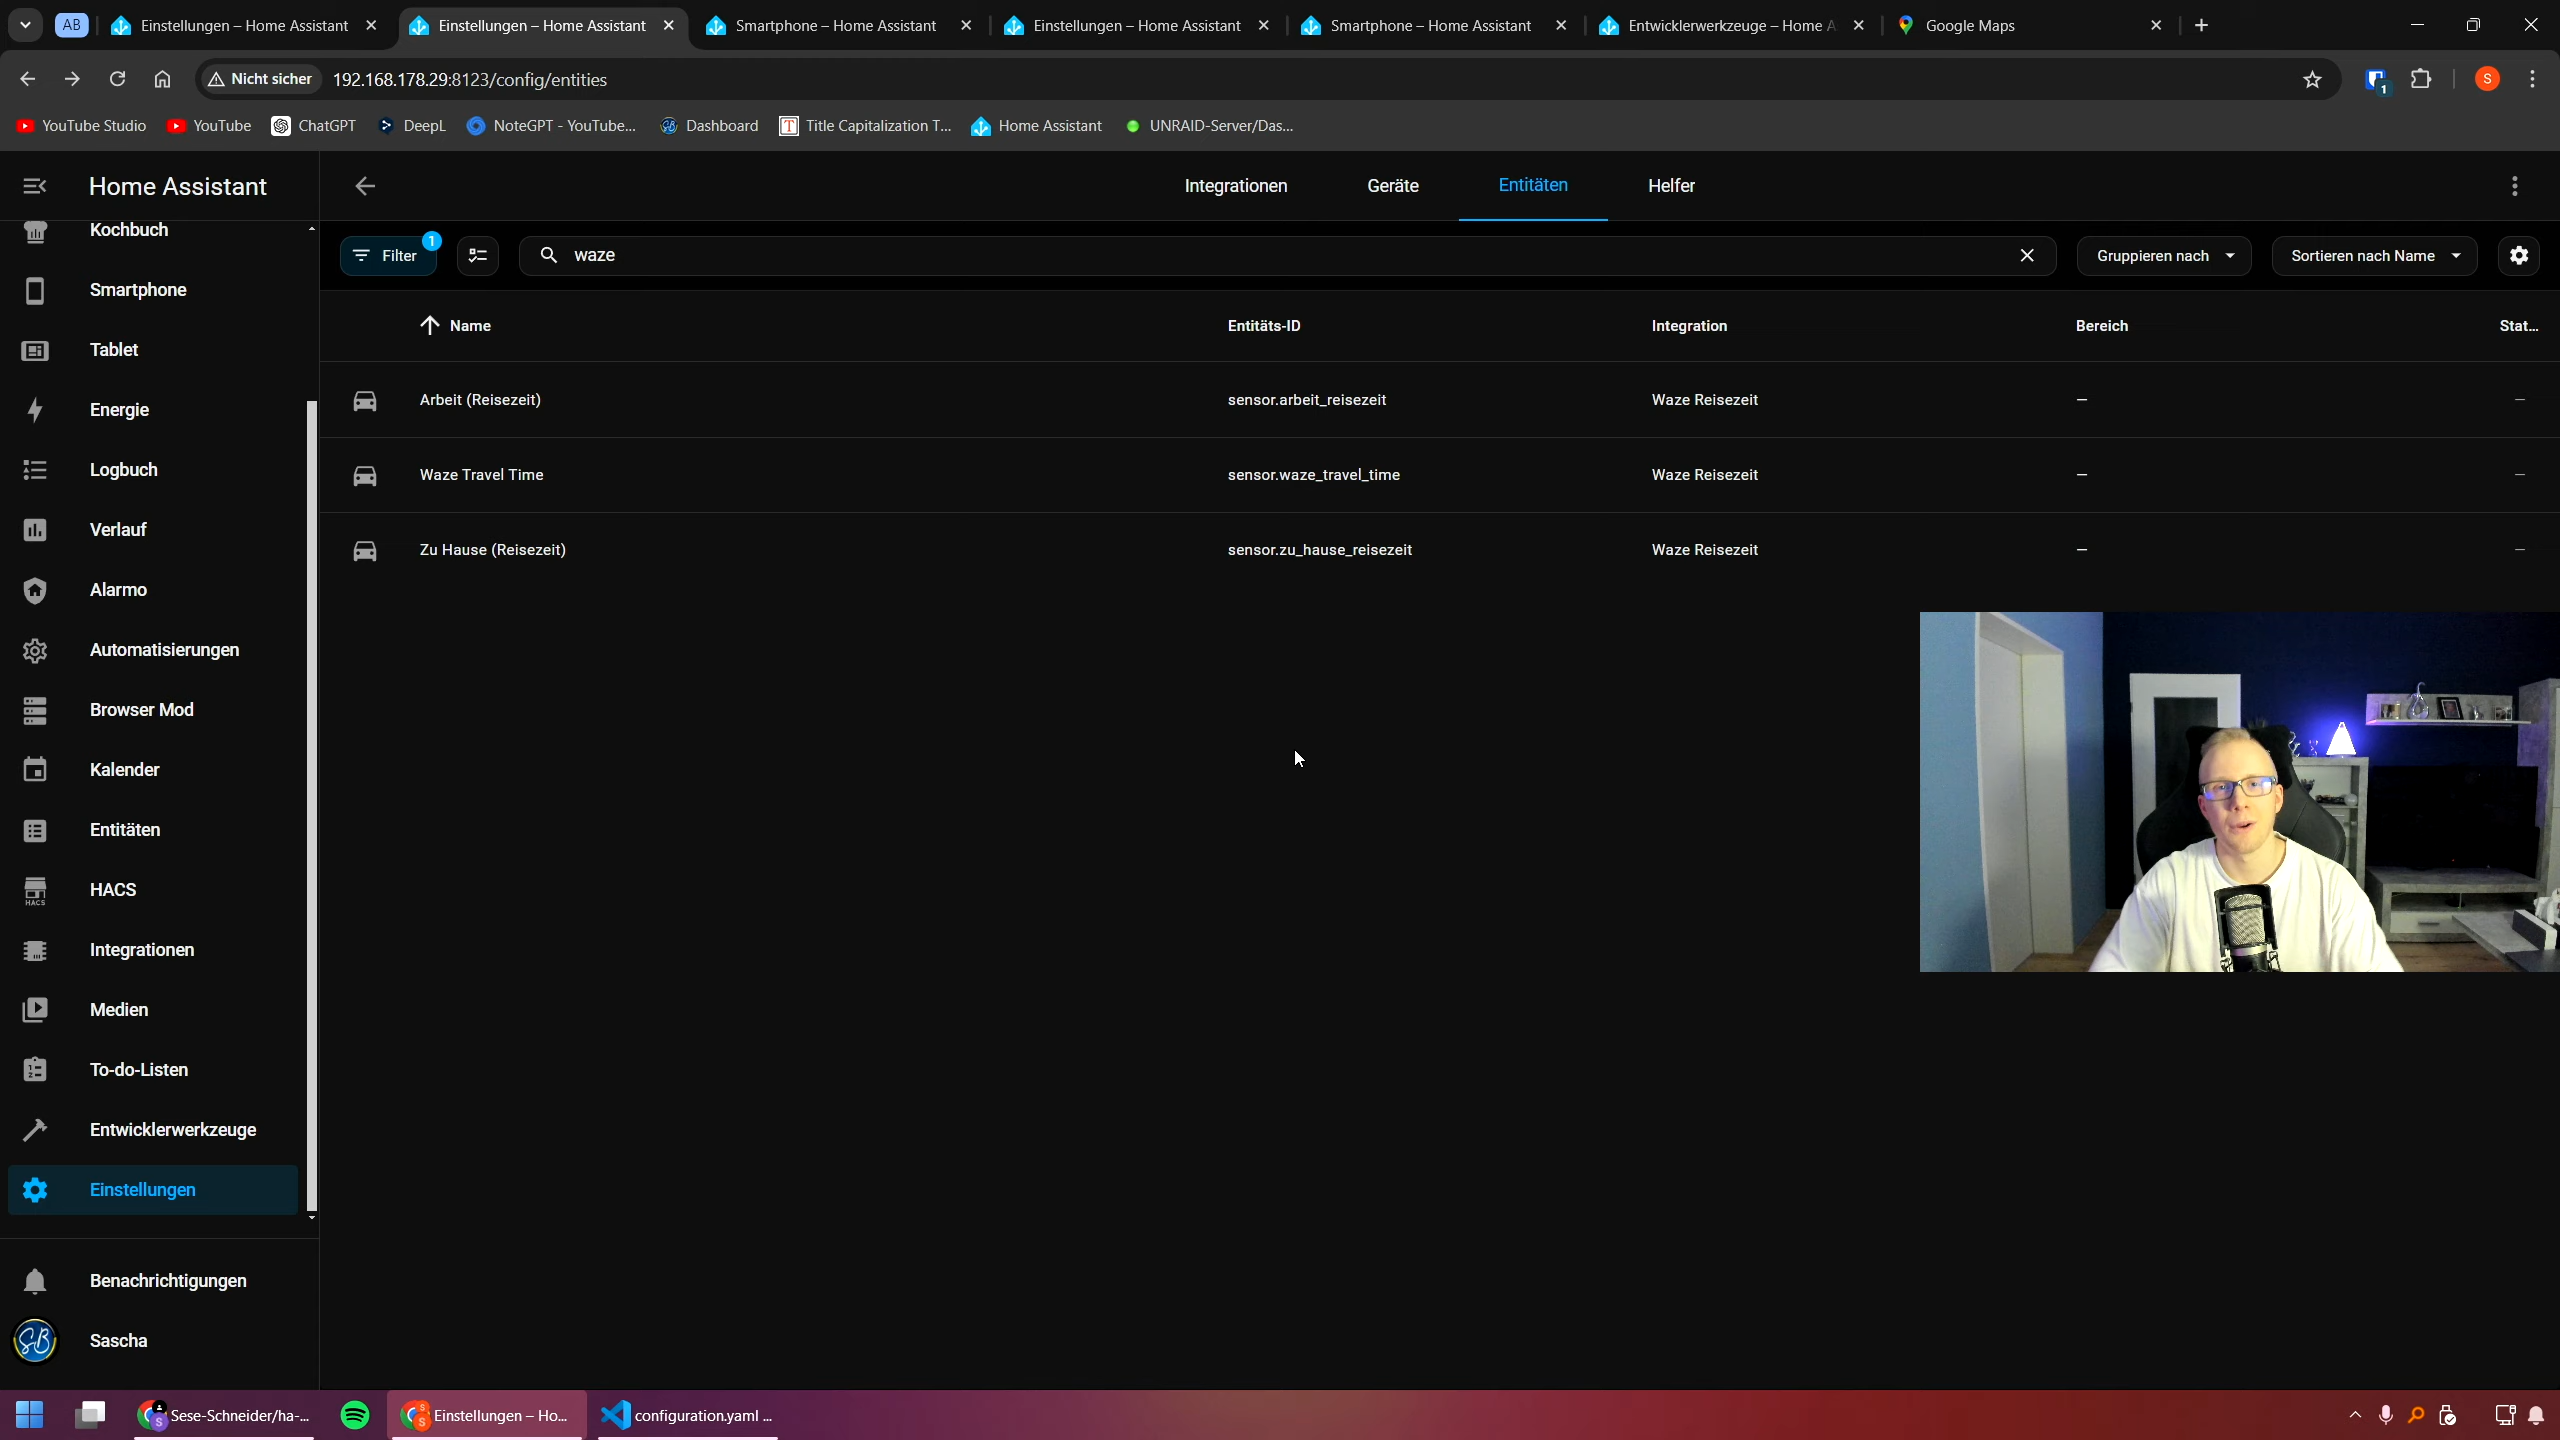 AB
Einstellungen – Home Assistant
Einstellungen – Home Assistant
Smartphone – Home Assistant
Einstellungen – Home Assistant
Smartphone – Home Assistant
Entwicklerwerkzeuge – Home A
Google Maps
Nicht sicher
192.168.178.29:8123/config/entities
1
S
YouTube Studio
YouTube
ChatGPT
DeepL
NoteGPT - YouTube...
Dashboard
T
Title Capitalization T...
Home Assistant
UNRAID-Server/Das...
Home Assistant
Integrationen
Geräte
Entitäten
Helfer
Filter
1
waze
Gruppieren nach
Sortieren nach Name
Name
Entitäts-ID
Integration
Bereich
Stat...
Arbeit (Reisezeit)
sensor.arbeit_reisezeit
Waze Reisezeit
–
–
Waze Travel Time
sensor.waze_travel_time
Waze Reisezeit
–
–
Zu Hause (Reisezeit)
sensor.zu_hause_reisezeit
Waze Reisezeit
–
–
Kochbuch
Smartphone
Tablet
Energie
Logbuch
Verlauf
Alarmo
Automatisierungen
Browser Mod
Kalender
Entitäten
HACS
HACS
Integrationen
Medien
To-do-Listen
Entwicklerwerkzeuge
Einstellungen
Benachrichtigungen
SB
Sascha
Sese-Schneider/ha-...
Einstellungen – Ho...
configuration.yaml ...